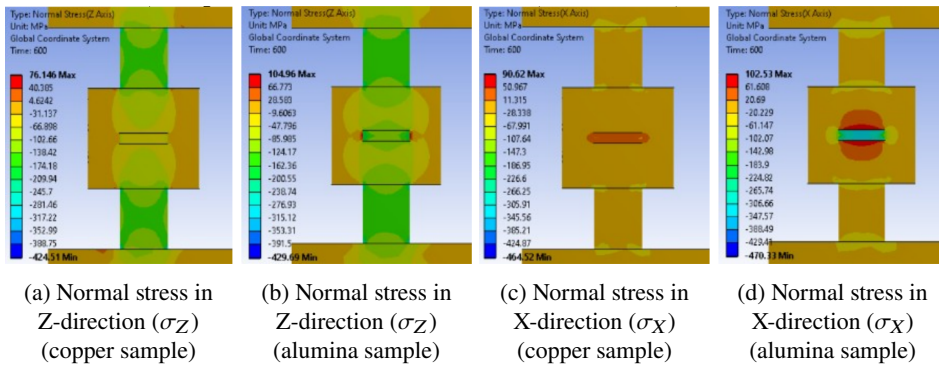 Type: Normal Stress(Z Axis)
Unit: MPa
Global Coordinate System
Time: 600
76.146 Max
40.385
4.6242
-31.137
-66.898
-102.66
-138.42
-174.18
-209.94
-245.7
-281.46
-317.22
-352.99
-388.75
-424.51 Min
Type: Normal Stress(Z Axis)
Unit: MPa
Global Coordinate System
Time: 600
104.96 Max
66.773
28.583
-9.6063
-47.796
-85.985
-124.17
-162.36
-200.55
-238.74
-276.93
-315.12
-353.31
-391.5
-429.69 Min
Type: Normal Stress(X Axis)
Unit: MPa
Global Coordinate System
Time: 600
90.62 Max
50.967
11.315
-28.338
-67.991
-107.64
-147.3
-186.95
-226.6
-266.25
-305.91
-345.56
-385.21
-424.87
-464.52 Min
Type: Normal Stress(X Axis)
Unit: MPa
Global Coordinate System
Time: 600
102.53 Max
61.608
20.69
-20.229
-61.147
-102.07
-142.98
-183.9
-224.82
-265.74
-306.66
-347.57
-388.49
-429.41
-470.33 Min
(a) Normal stress in
Z-direction (σZ)
(copper sample)
(b) Normal stress in
Z-direction (σZ)
(alumina sample)
(c) Normal stress in
X-direction (σX)
(copper sample)
(d) Normal stress in
X-direction (σX)
(alumina sample)